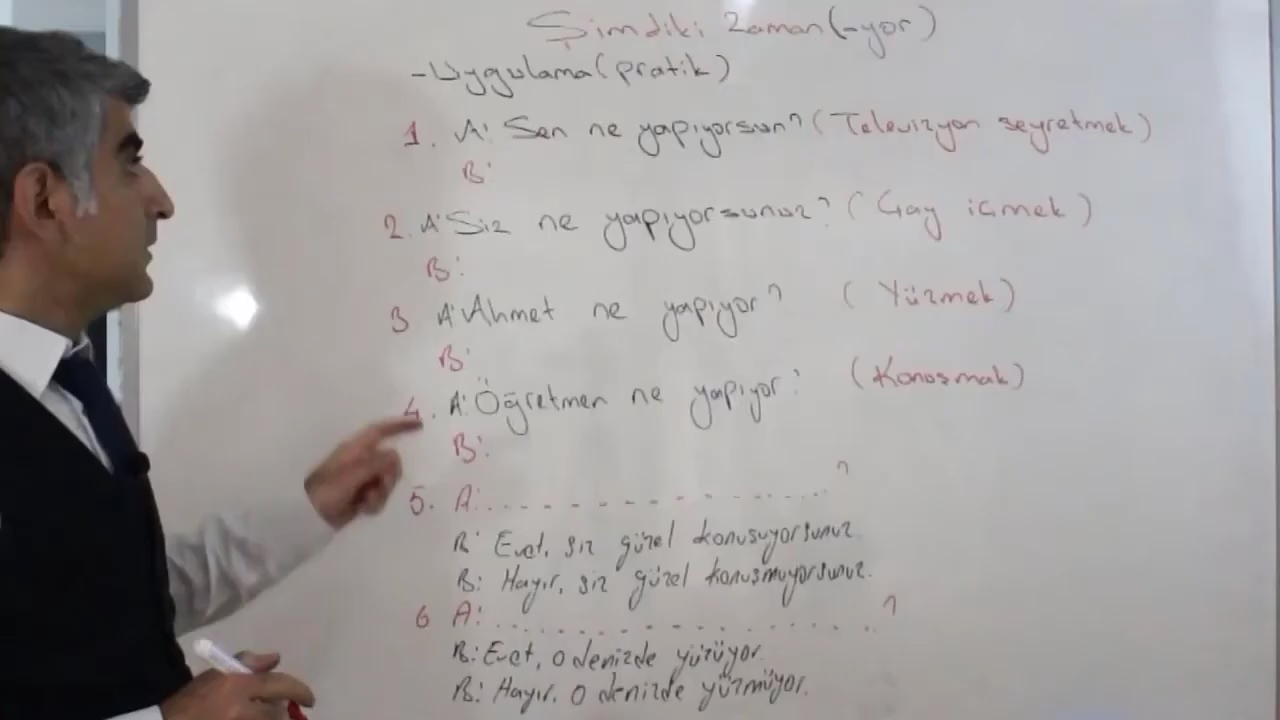 Şimdiki Zaman (-yor)
- Uygulama (pratik)
1. A: Sen ne yapıyorsun? (Televizyon seyretmek)
B:
2. A: Siz ne yapıyorsunuz? (Çay içmek)
B:
3 A: Ahmet ne yapıyor? (Yüzmek)
B:
4. A: Öğretmen ne yapıyor? (Konuşmak)
B:
5. A: .....................?
B: Evet, siz güzel konuşuyorsunuz.
B: Hayır, siz güzel konuşmuyorsunuz.
6 A: .....................?
B: Evet, o denizde yüzüyor.
B: Hayır, o denizde yüzmüyor.